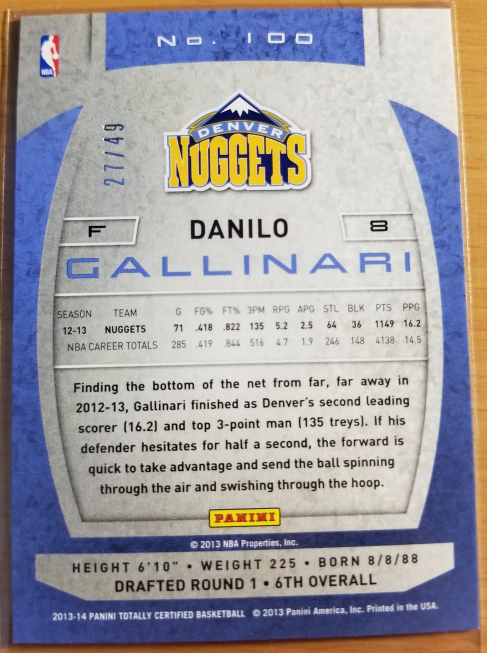 No. 100
NBA
27/49
DENVER
NUGGETS
F DANILO 8
GALLINARI
SEASON TEAM G FG% FT% 3PM RPG APG STL BLK PTS PPG
12-13 NUGGETS 71 .418 .822 135 5.2 2.5 64 36 1149 16.2
NBA CAREER TOTALS 285 .419 .844 516 4.7 1.9 246 148 4138 14.5
Finding the bottom of the net from far, far away in
2012-13, Gallinari finished as Denver's second leading
scorer (16.2) and top 3-point man (135 treys). If his
defender hesitates for half a second, the forward is
quick to take advantage and send the ball spinning
through the air and swishing through the hoop.
PANINI
© 2013 NBA Properties, Inc.
HEIGHT 6'10" • WEIGHT 225 • BORN 8/8/88
DRAFTED ROUND 1 • 6TH OVERALL
2013-14 PANINI TOTALLY CERTIFIED BASKETBALL © 2013 Panini America, Inc. Printed in the USA.